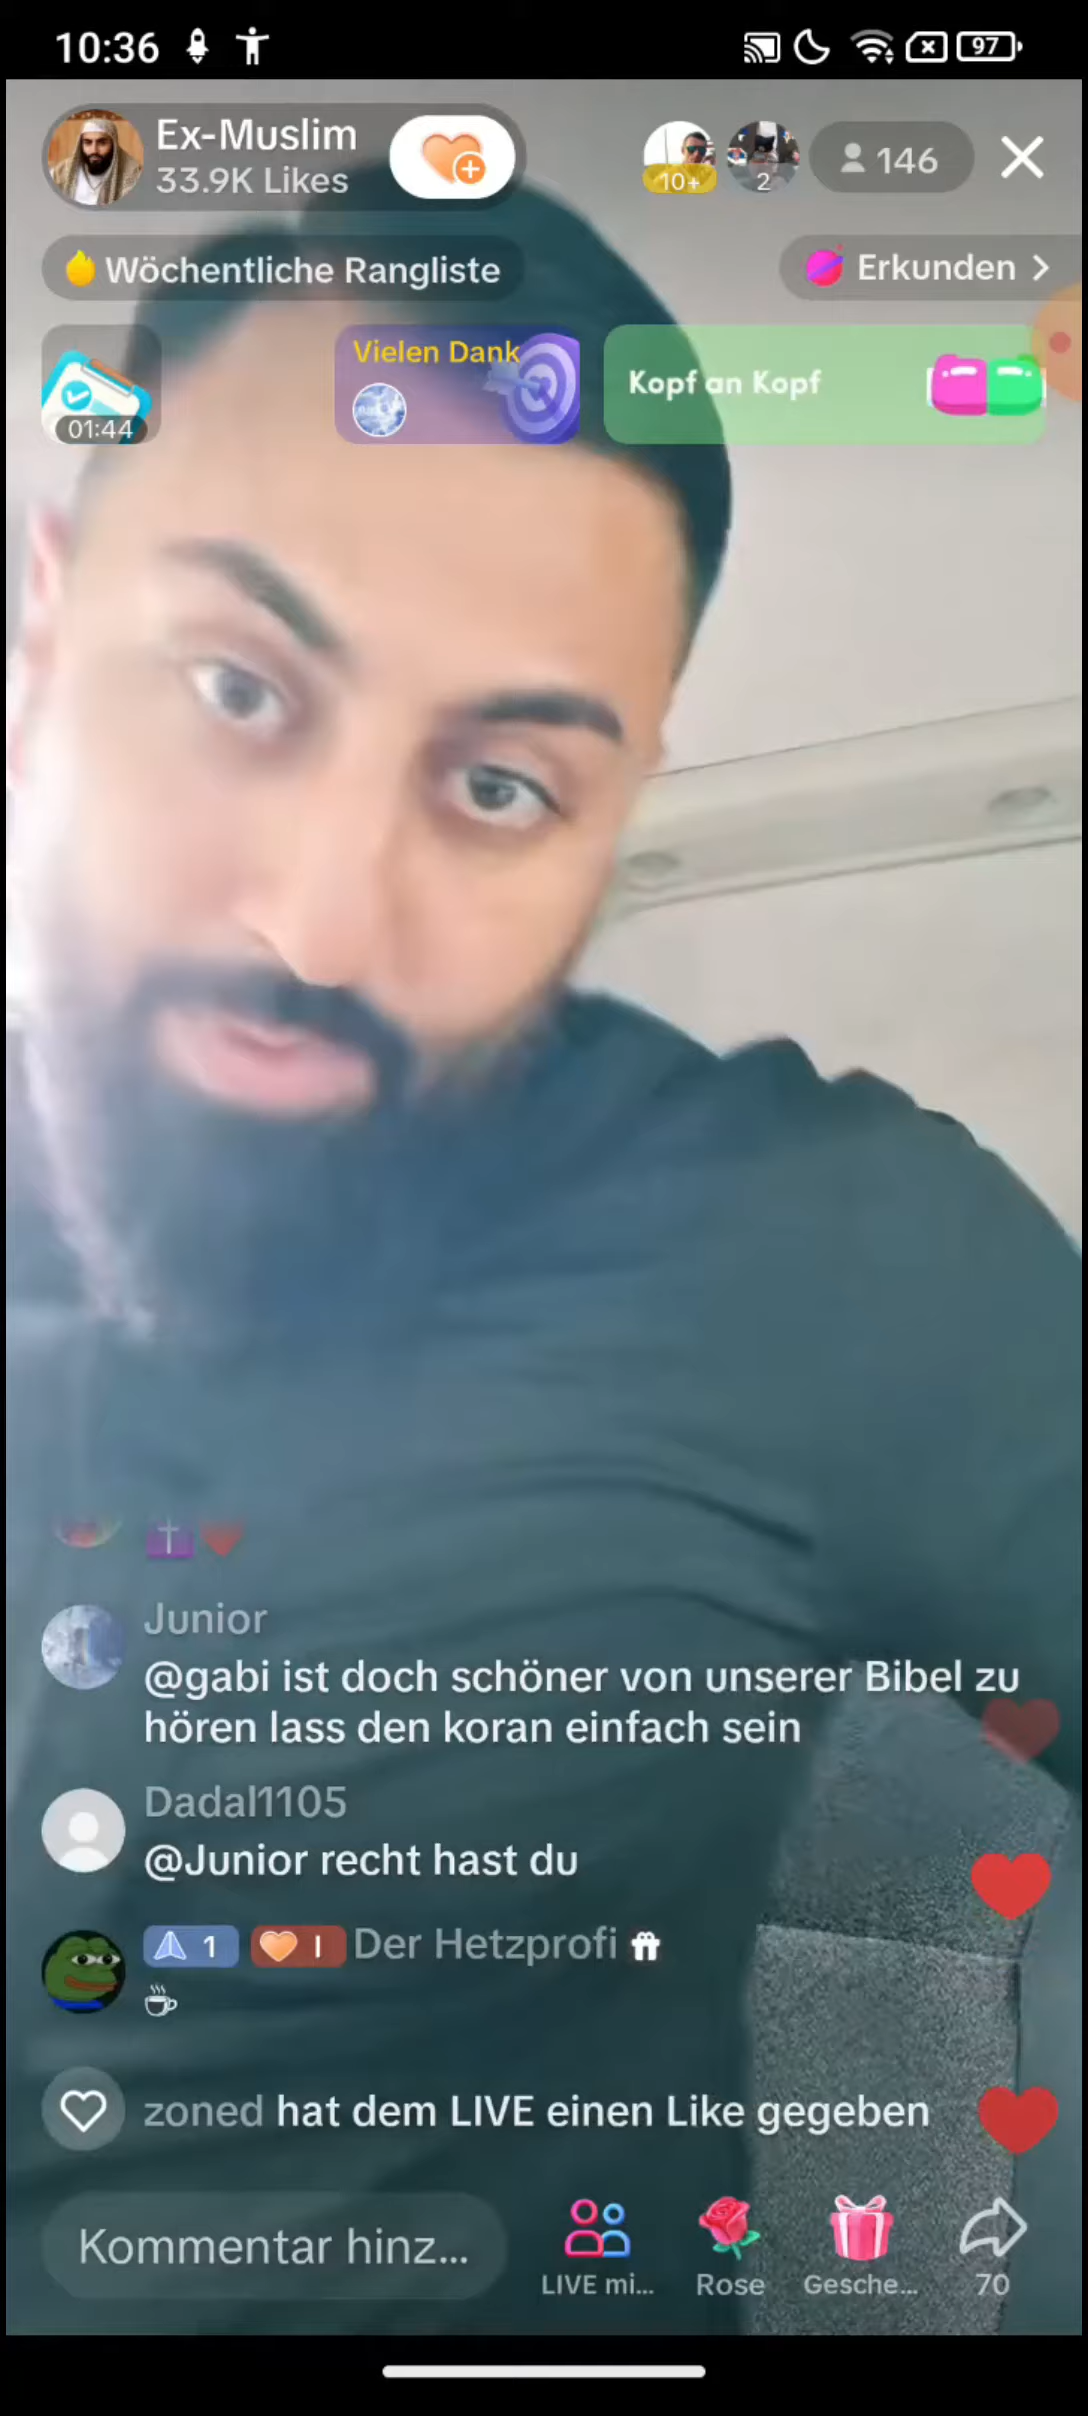 10:36
97
Ex-Muslim
33.9K Likes
10+
2
146
Wöchentliche Rangliste
Erkunden >
Vielen Dank
Kopf an Kopf
01:44
Junior
@gabi ist doch schöner von unserer Bibel zu
hören lass den koran einfach sein
Dadal1105
@Junior recht hast du
1 I Der Hetzprofi
zoned hat dem LIVE einen Like gegeben
Kommentar hinz...
LIVE mi...
Rose
Gesche...
70